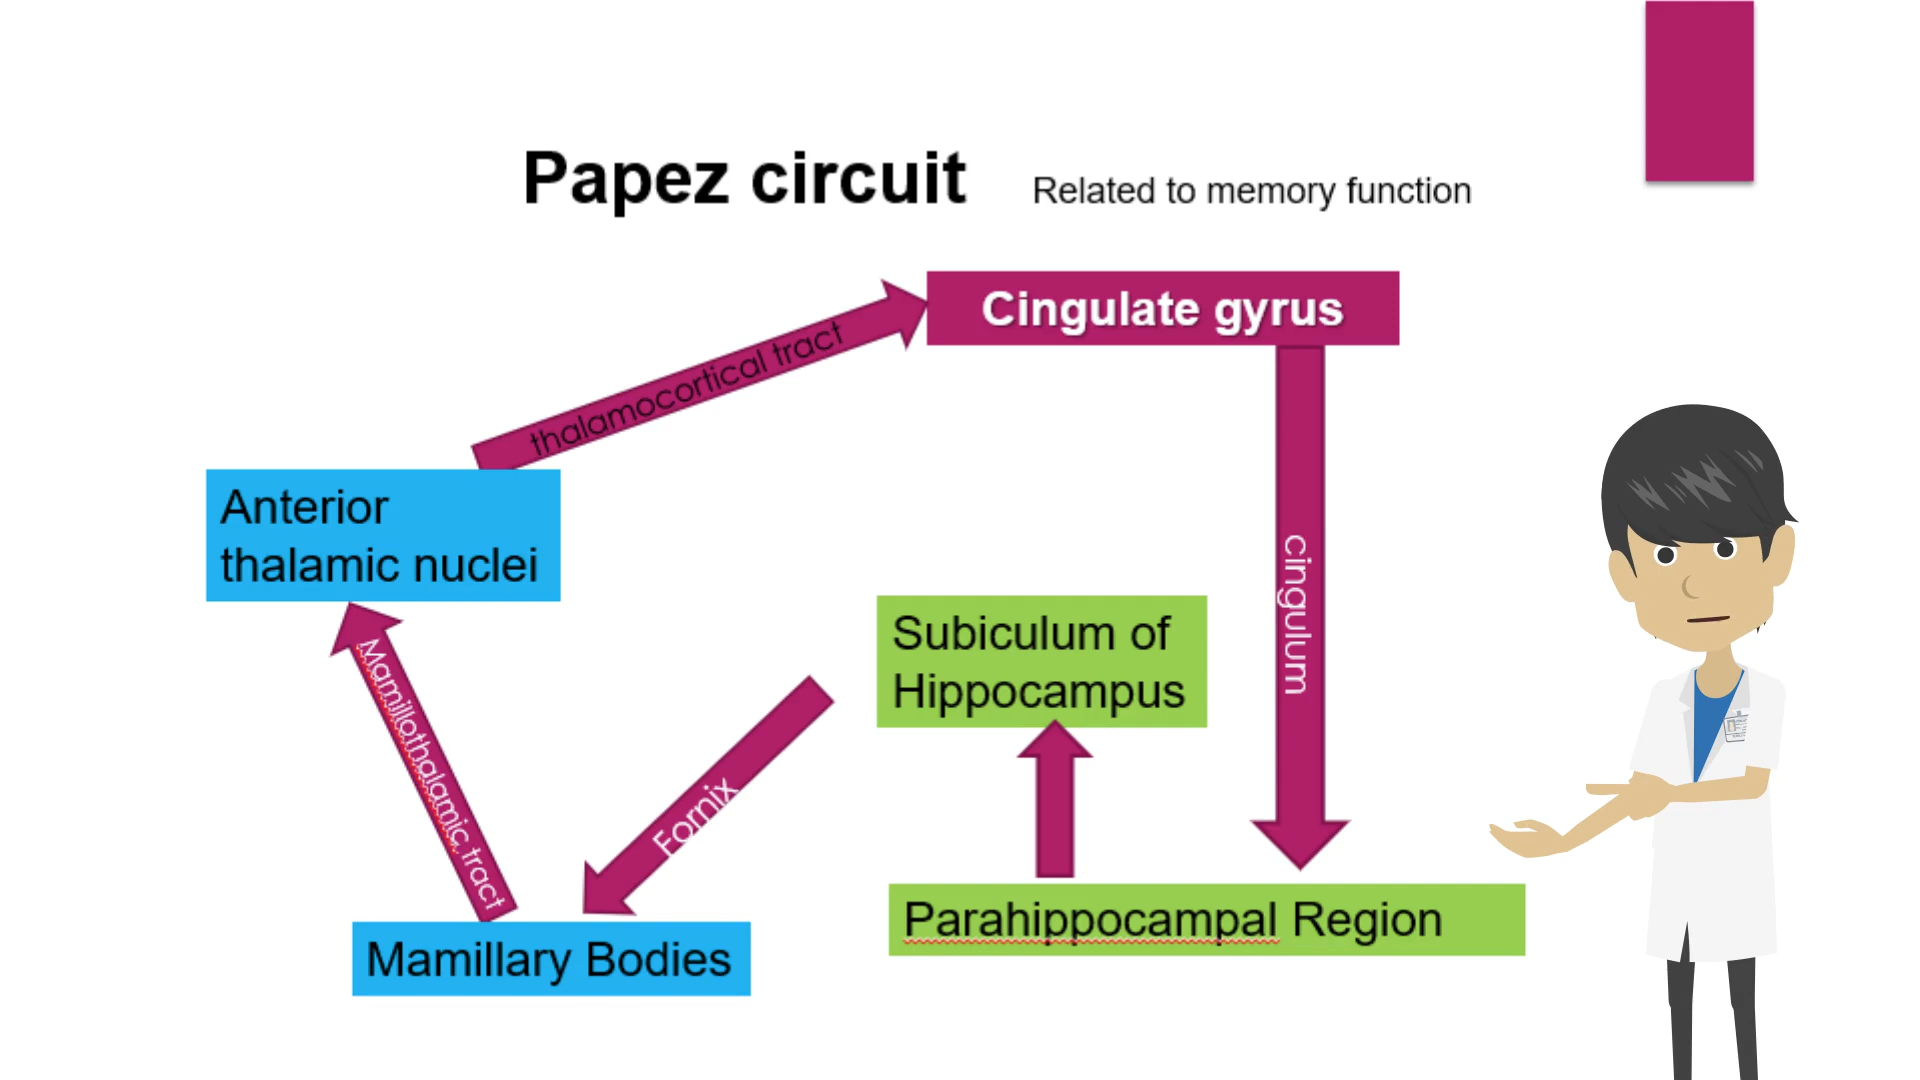 Papez circuit
Related to memory function
Cingulate gyrus
thalamocortical tract
Anterior
thalamic nuclei
cingulum
Subiculum of
Hippocampus
Mamillothalamic tract
Fornix
Parahippocampal Region
Mamillary Bodies